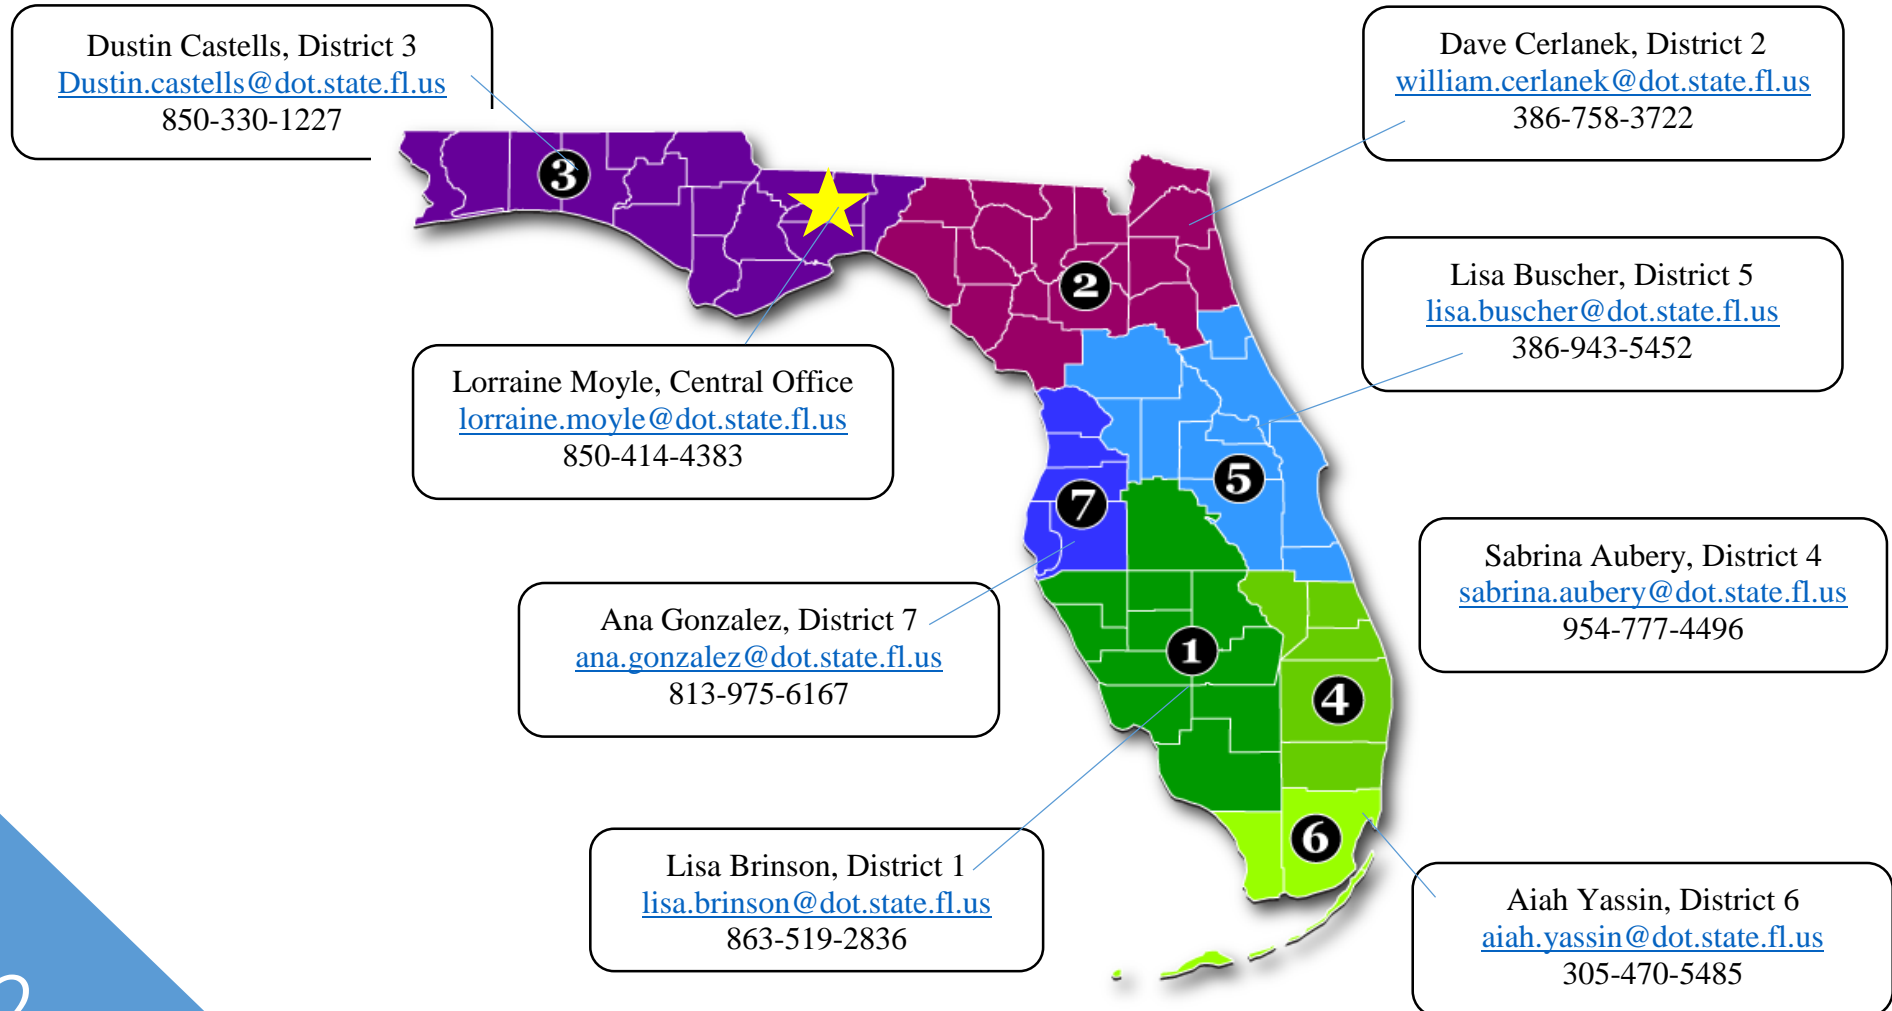 Dustin Castells, District 3
Dustin.castells@dot.state.fl.us
850-330-1227
Dave Cerlanek, District 2
william.cerlanek@dot.state.fl.us
386-758-3722
3
2
Lisa Buscher, District 5
lisa.buscher@dot.state.fl.us
386-943-5452
Lorraine Moyle, Central Office
lorraine.moyle@dot.state.fl.us
850-414-4383
5
7
Sabrina Aubery, District 4
sabrina.aubery@dot.state.fl.us
954-777-4496
Ana Gonzalez, District 7
ana.gonzalez@dot.state.fl.us
813-975-6167
1
4
6
Lisa Brinson, District 1
lisa.brinson@dot.state.fl.us
863-519-2836
Aiah Yassin, District 6
aiah.yassin@dot.state.fl.us
305-470-5485